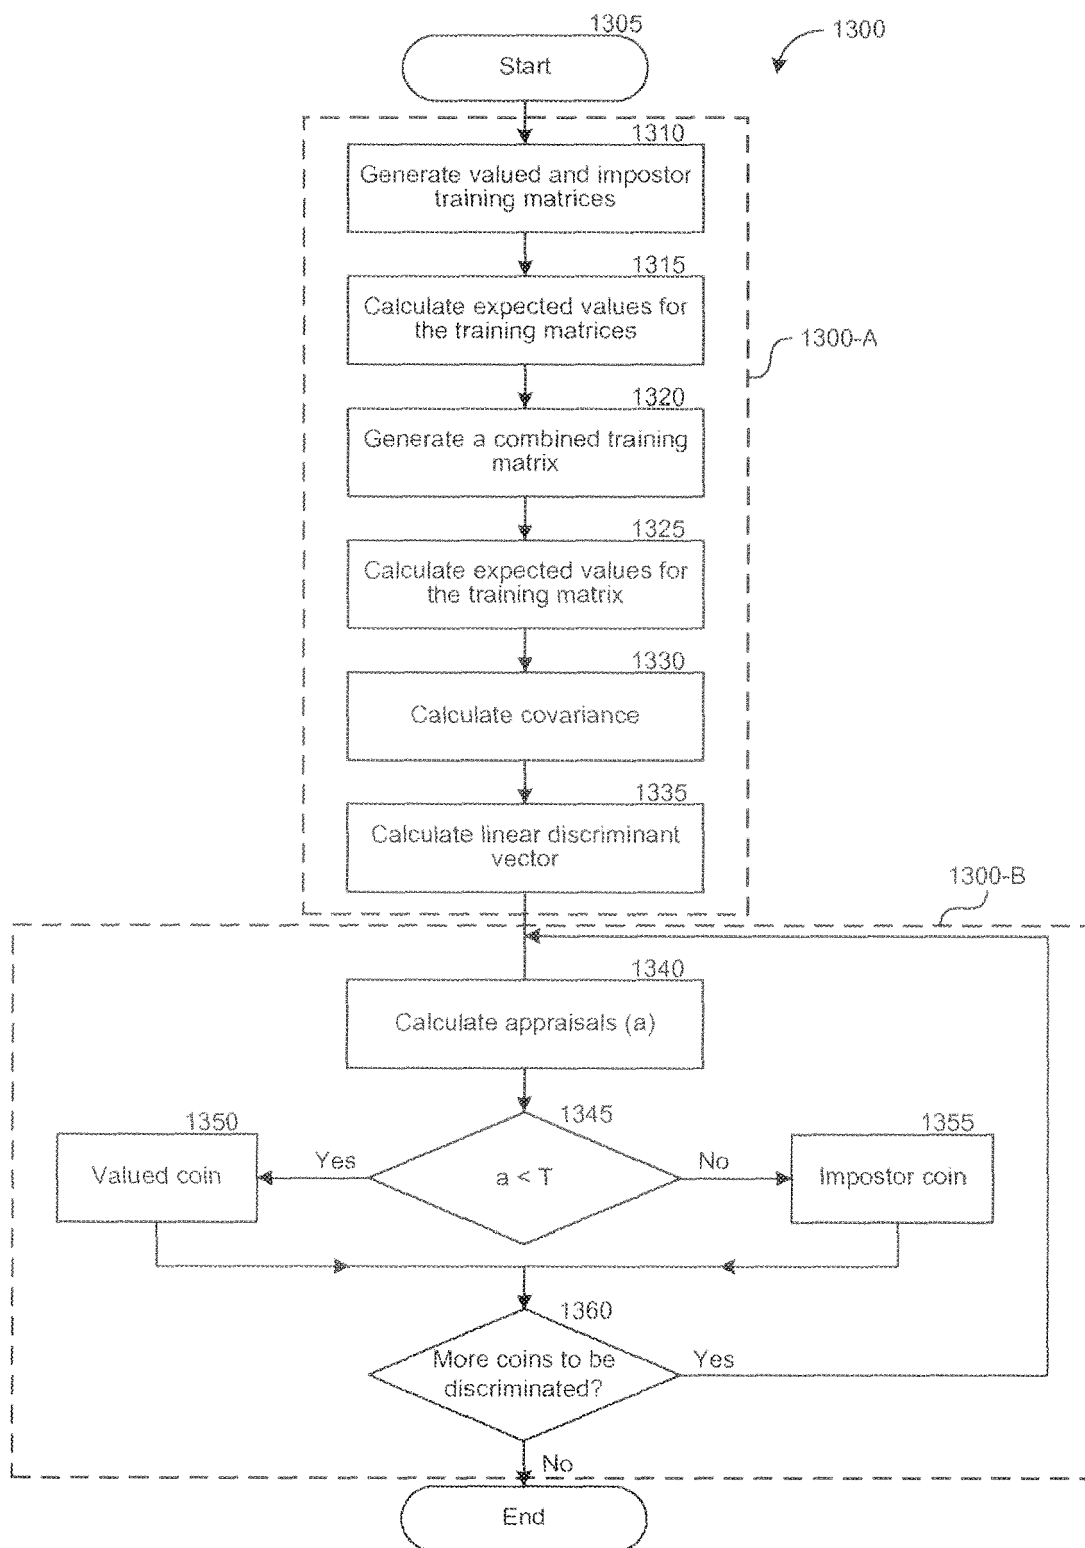 1305
Start
1300
1310
Generate valued and impostor
training matrices
1315
Calculate expected values for
the training matrices
1300-A
1320
Generate a combined training
matrix
1325
Calculate expected values for
the training matrix
1330
Calculate covariance
1335
Calculate linear discriminant
vector
1300-B
1340
Calculate appraisals (a)
1345
a < T
Yes
No
1350
Valued coin
1355
Impostor coin
1360
More coins to be
discriminated?
Yes
No
End